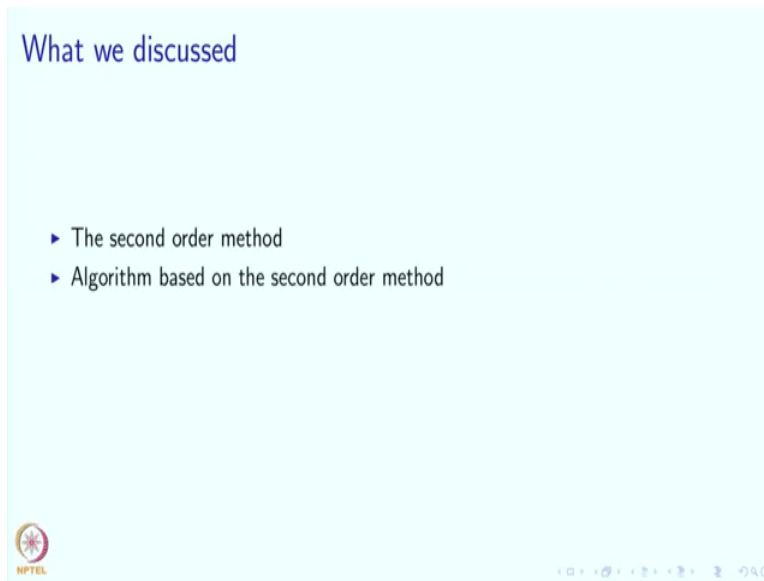 What we discussed
The second order method
Algorithm based on the second order method
NPTEL